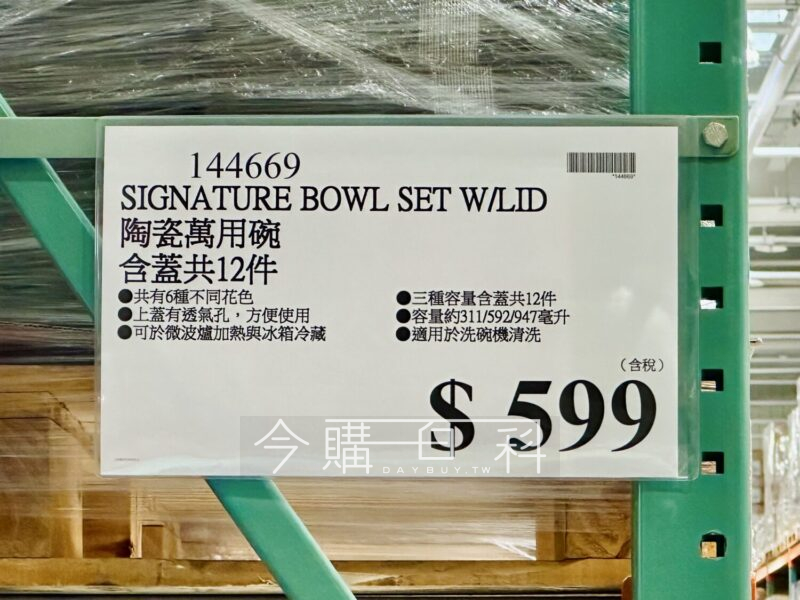 144669
*144669*
SIGNATURE BOWL SET W/LID
陶瓷萬用碗
含蓋共12件
●共有6種不同花色
●上蓋有透氣孔，方便使用
●可於微波爐加熱與冰箱冷藏
●三種容量含蓋共12件
●容量約311/592/947毫升
●適用於洗碗機清洗
（含稅）
$ 599
今購百科
DAYBUY.TW